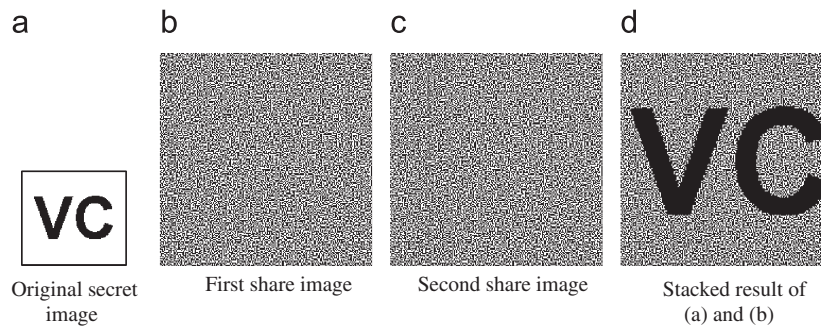 a
b
c
d
VC
VC
Original secret
image
First share image
Second share image
Stacked result of
(a) and (b)